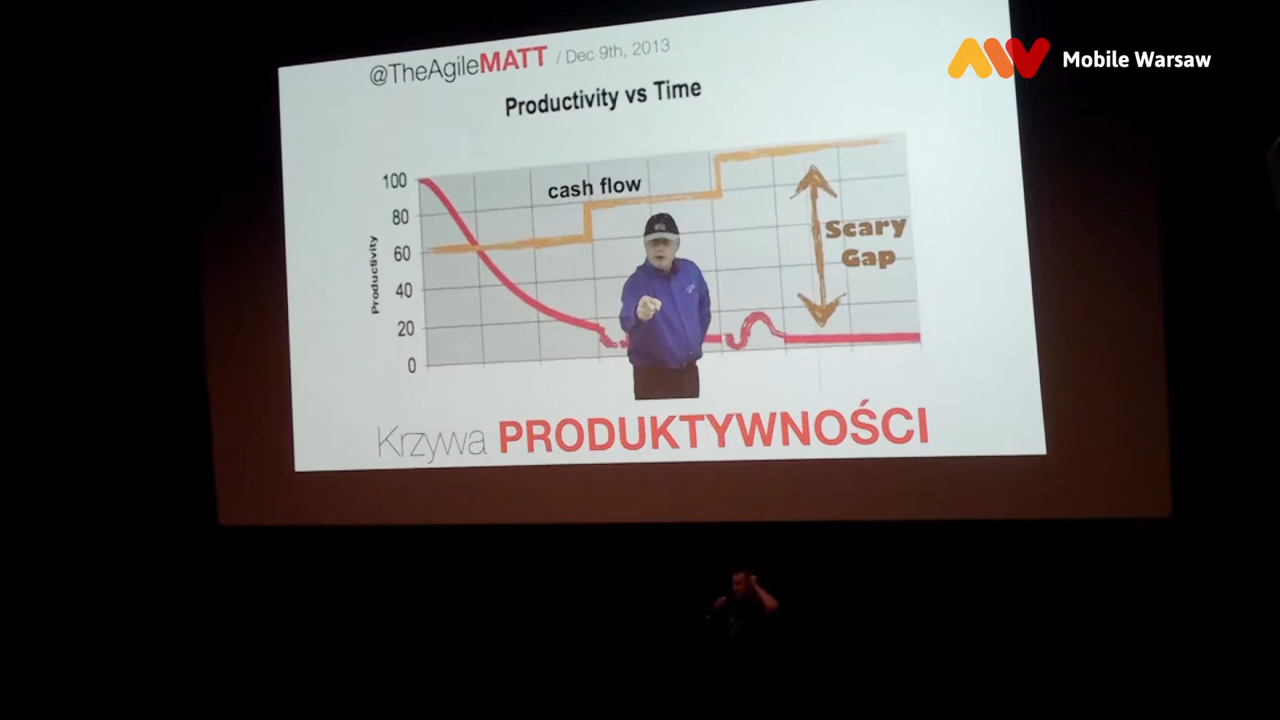 @TheAgileMATT / Dec 9th, 2013
Mobile Warsaw
Productivity vs Time
100
80
60
40
20
0
Productivity
cash flow
Scary
Gap
Krzywa PRODUKTYWNOŚCI